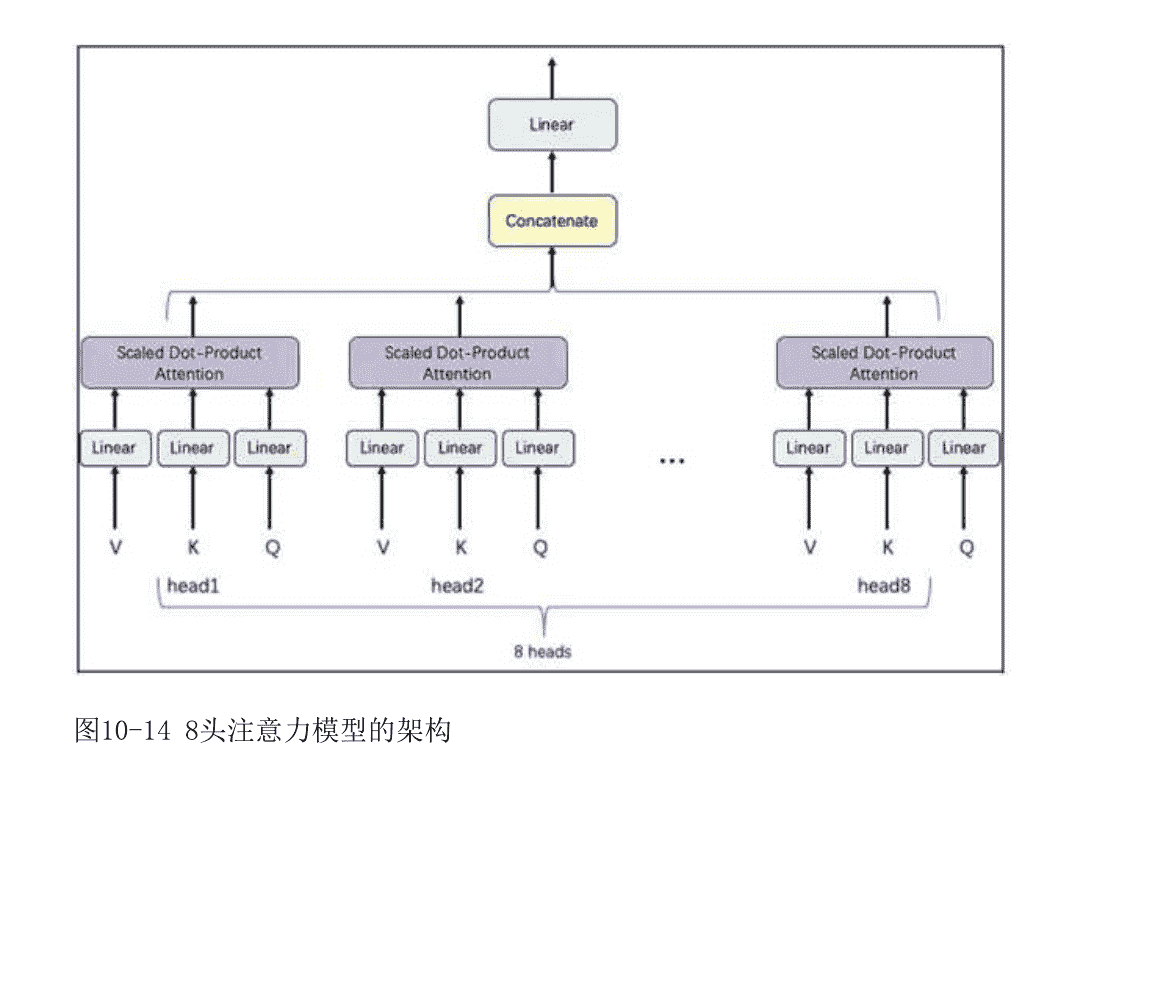 Linear
Concatenate
Scaled Dot-Product
Attention
Scaled Dot-Product
Attention
Scaled Dot-Product
Attention
Linear Linear Linear Linear Linear Linear ... Linear Linear Linear
V K Q V K Q V K Q
head1 head2 head8
8 heads
图10-14 8头注意力模型的架构